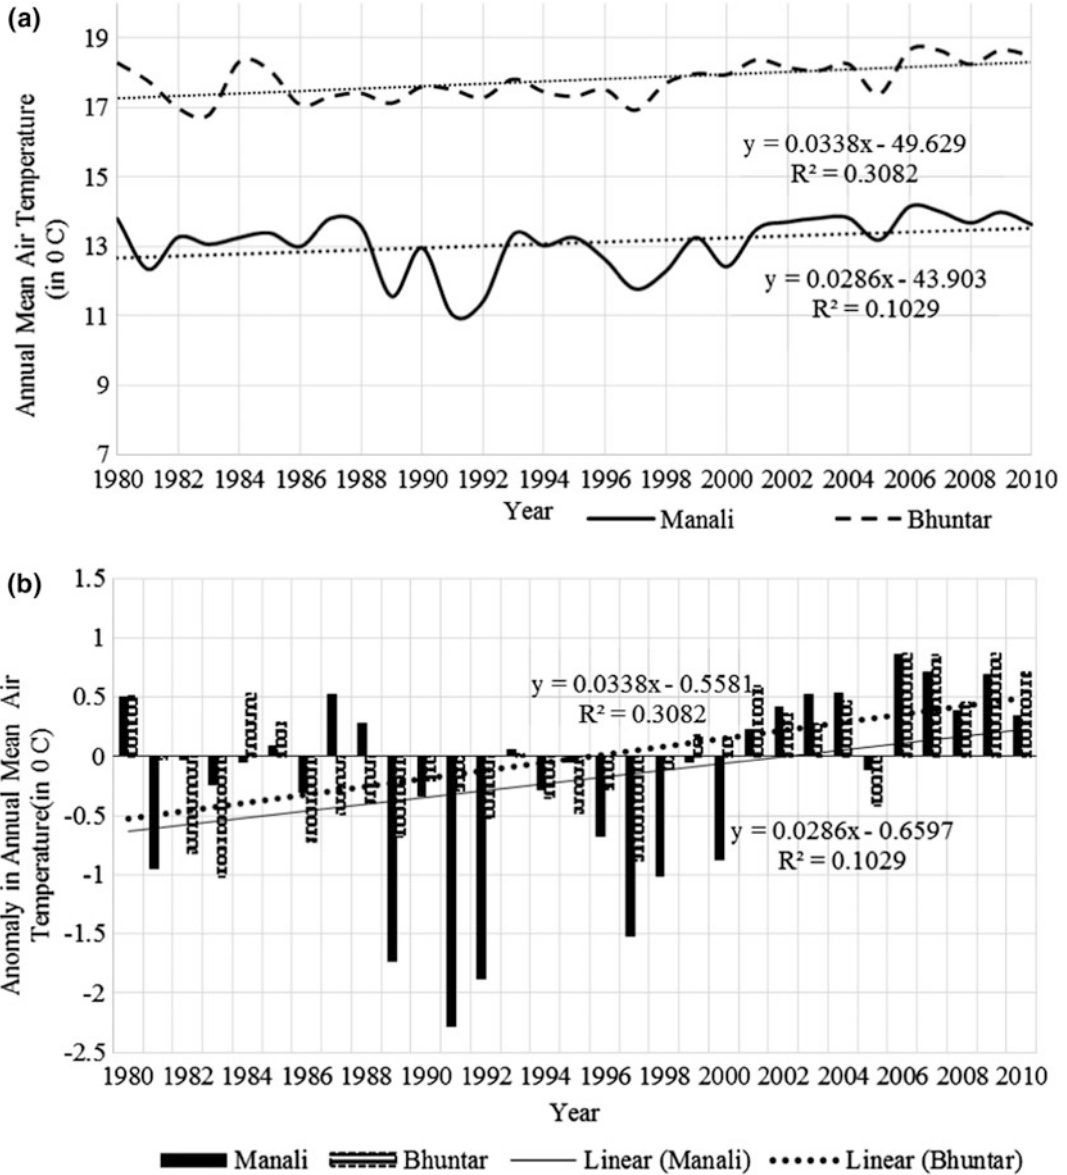 (a)
Annual Mean Air Temperature
(in 0 C)
19
17
15
13
11
9
7
y = 0.0338x - 49.629
R² = 0.3082
y = 0.0286x - 43.903
R² = 0.1029
1980 1982 1984 1986 1988 1990 1992 1994 1996 1998 2000 2002 2004 2006 2008 2010
Year
Manali
Bhuntar
(b)
Anomaly in Annual Mean Air
Temperature(in 0 C)
1.5
1
0.5
0
-0.5
-1
-1.5
-2
-2.5
y = 0.0338x - 0.5581
R² = 0.3082
y = 0.0286x - 0.6597
R² = 0.1029
1980 1982 1984 1986 1988 1990 1992 1994 1996 1998 2000 2002 2004 2006 2008 2010
Year
Manali
Bhuntar
Linear (Manali)
Linear (Bhuntar)